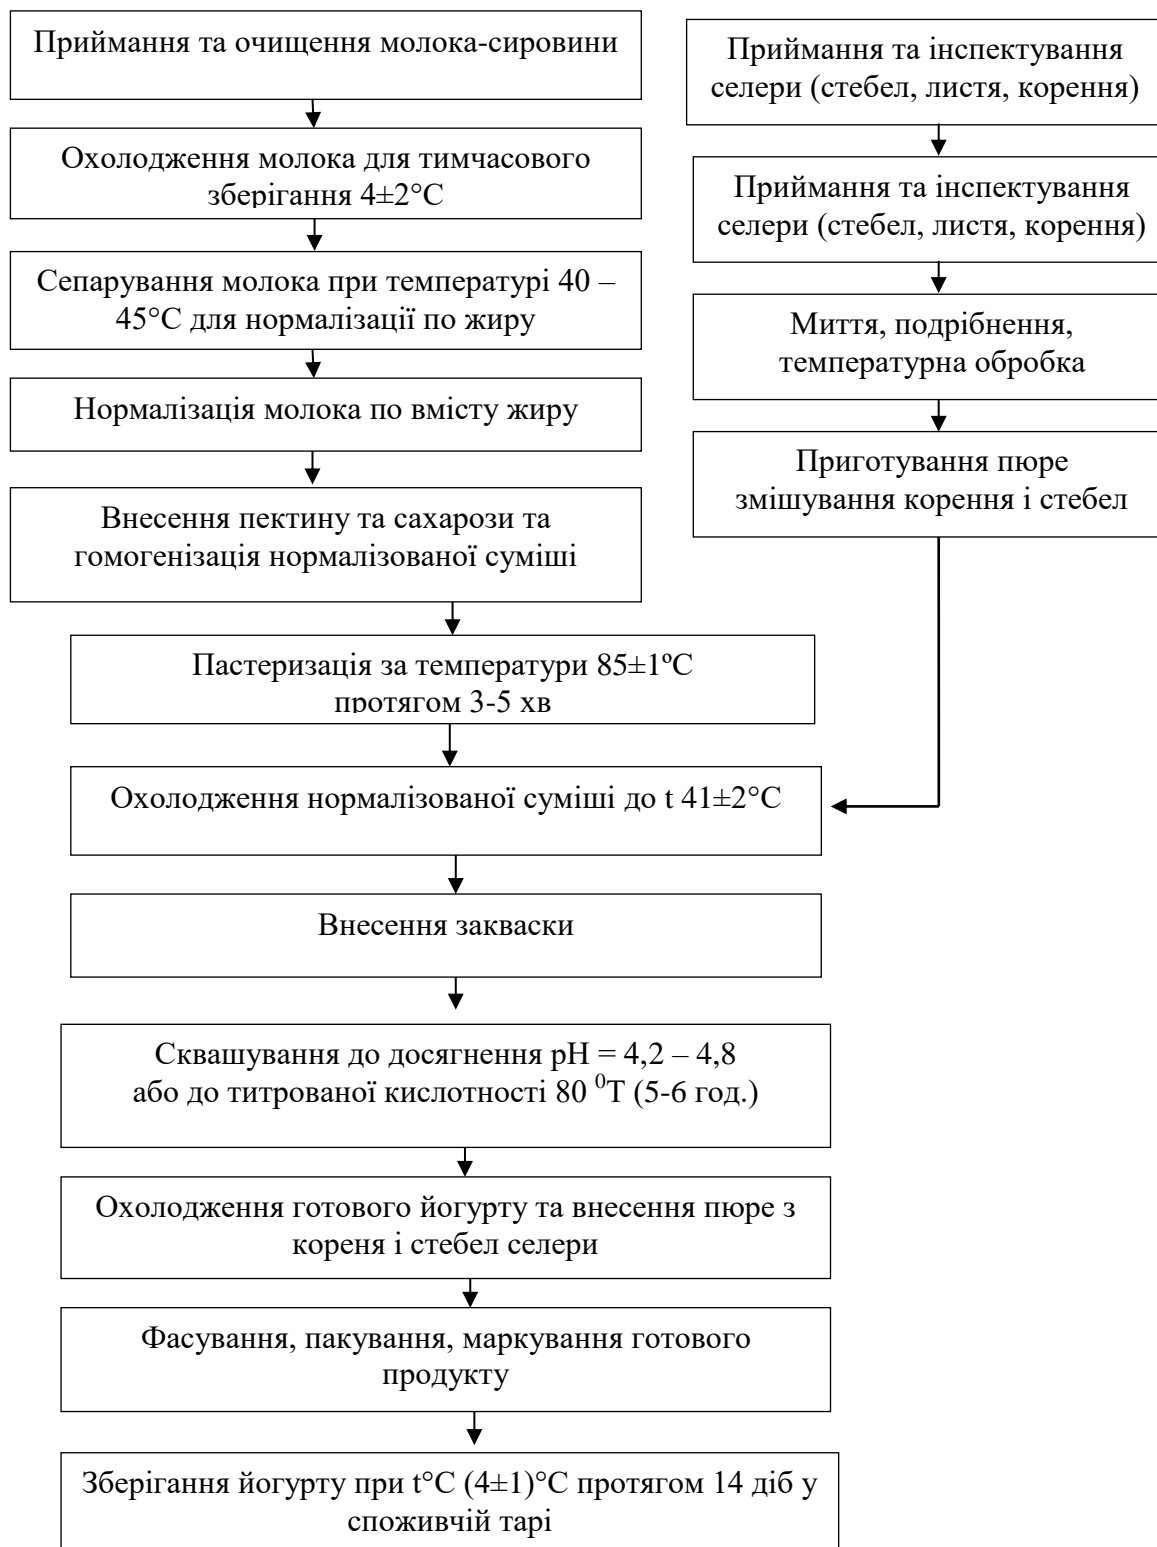 Приймання та очищення молока-сировини
Охолодження молока для тимчасового
зберігання 4±2°С
Сепарування молока при температурі 40 –
45°С для нормалізації по жиру
Нормалізація молока по вмісту жиру
Внесення пектину та сахарози та
гомогенізація нормалізованої суміші
Приймання та інспектування
селери (стебел, листя, корення)
Приймання та інспектування
селери (стебел, листя, корення)
Миття, подрібнення,
температурна обробка
Приготування пюре
змішування корення і стебел
Пастеризація за температури 85±1ºС
протягом 3-5 хв
Охолодження нормалізованої суміші до t 41±2°С
Внесення закваски
Сквашування до досягнення рН = 4,2 – 4,8
або до титрованої кислотності 80 ⁰Т (5-6 год.)
Охолодження готового йогурту та внесення пюре з
кореня і стебел селери
Фасування, пакування, маркування готового
продукту
Зберігання йогурту при t°С (4±1)°С протягом 14 діб у
споживчій тарі